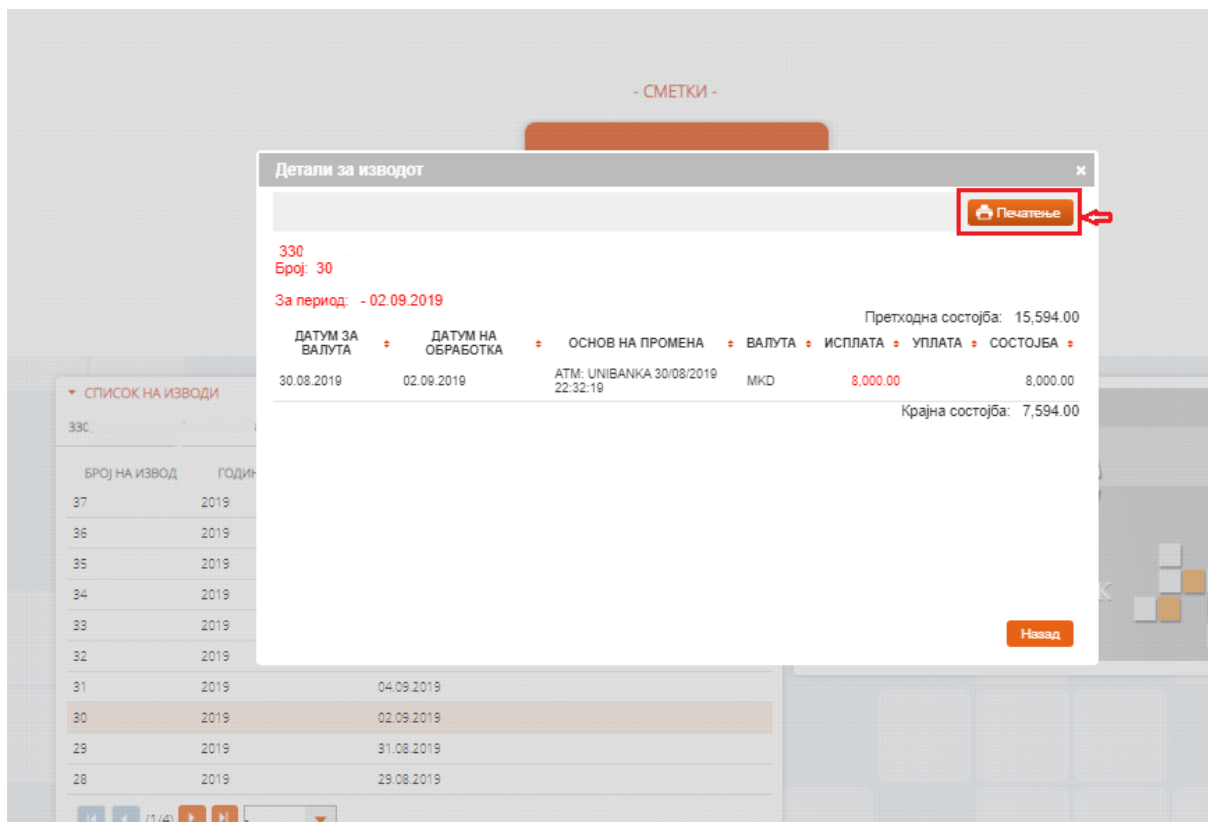 - СМЕТКИ -
Детали за изводот
Печатење
330
Број: 30
За период: - 02.09.2019
Претходна состојба: 15,594.00
ДАТУМ ЗА ВАЛУТА ДАТУМ НА ОБРАБОТКА ОСНОВ НА ПРОМЕНА ВАЛУТА ИСПЛАТА УПЛАТА СОСТОЈБА
30.08.2019 02.09.2019 ATM: UNIBANKA 30/08/2019 22:32:19 MKD 8,000.00 8,000.00
Крајна состојба: 7,594.00
Назад
СПИСОК НА ИЗВОДИ
330
БРОЈ НА ИЗВОД ГОДИН
37 2019
36 2019
35 2019
34 2019
33 2019
32 2019
31 2019 04.09.2019
30 2019 02.09.2019
29 2019 31.08.2019
28 2019 29.08.2019
(1/4)